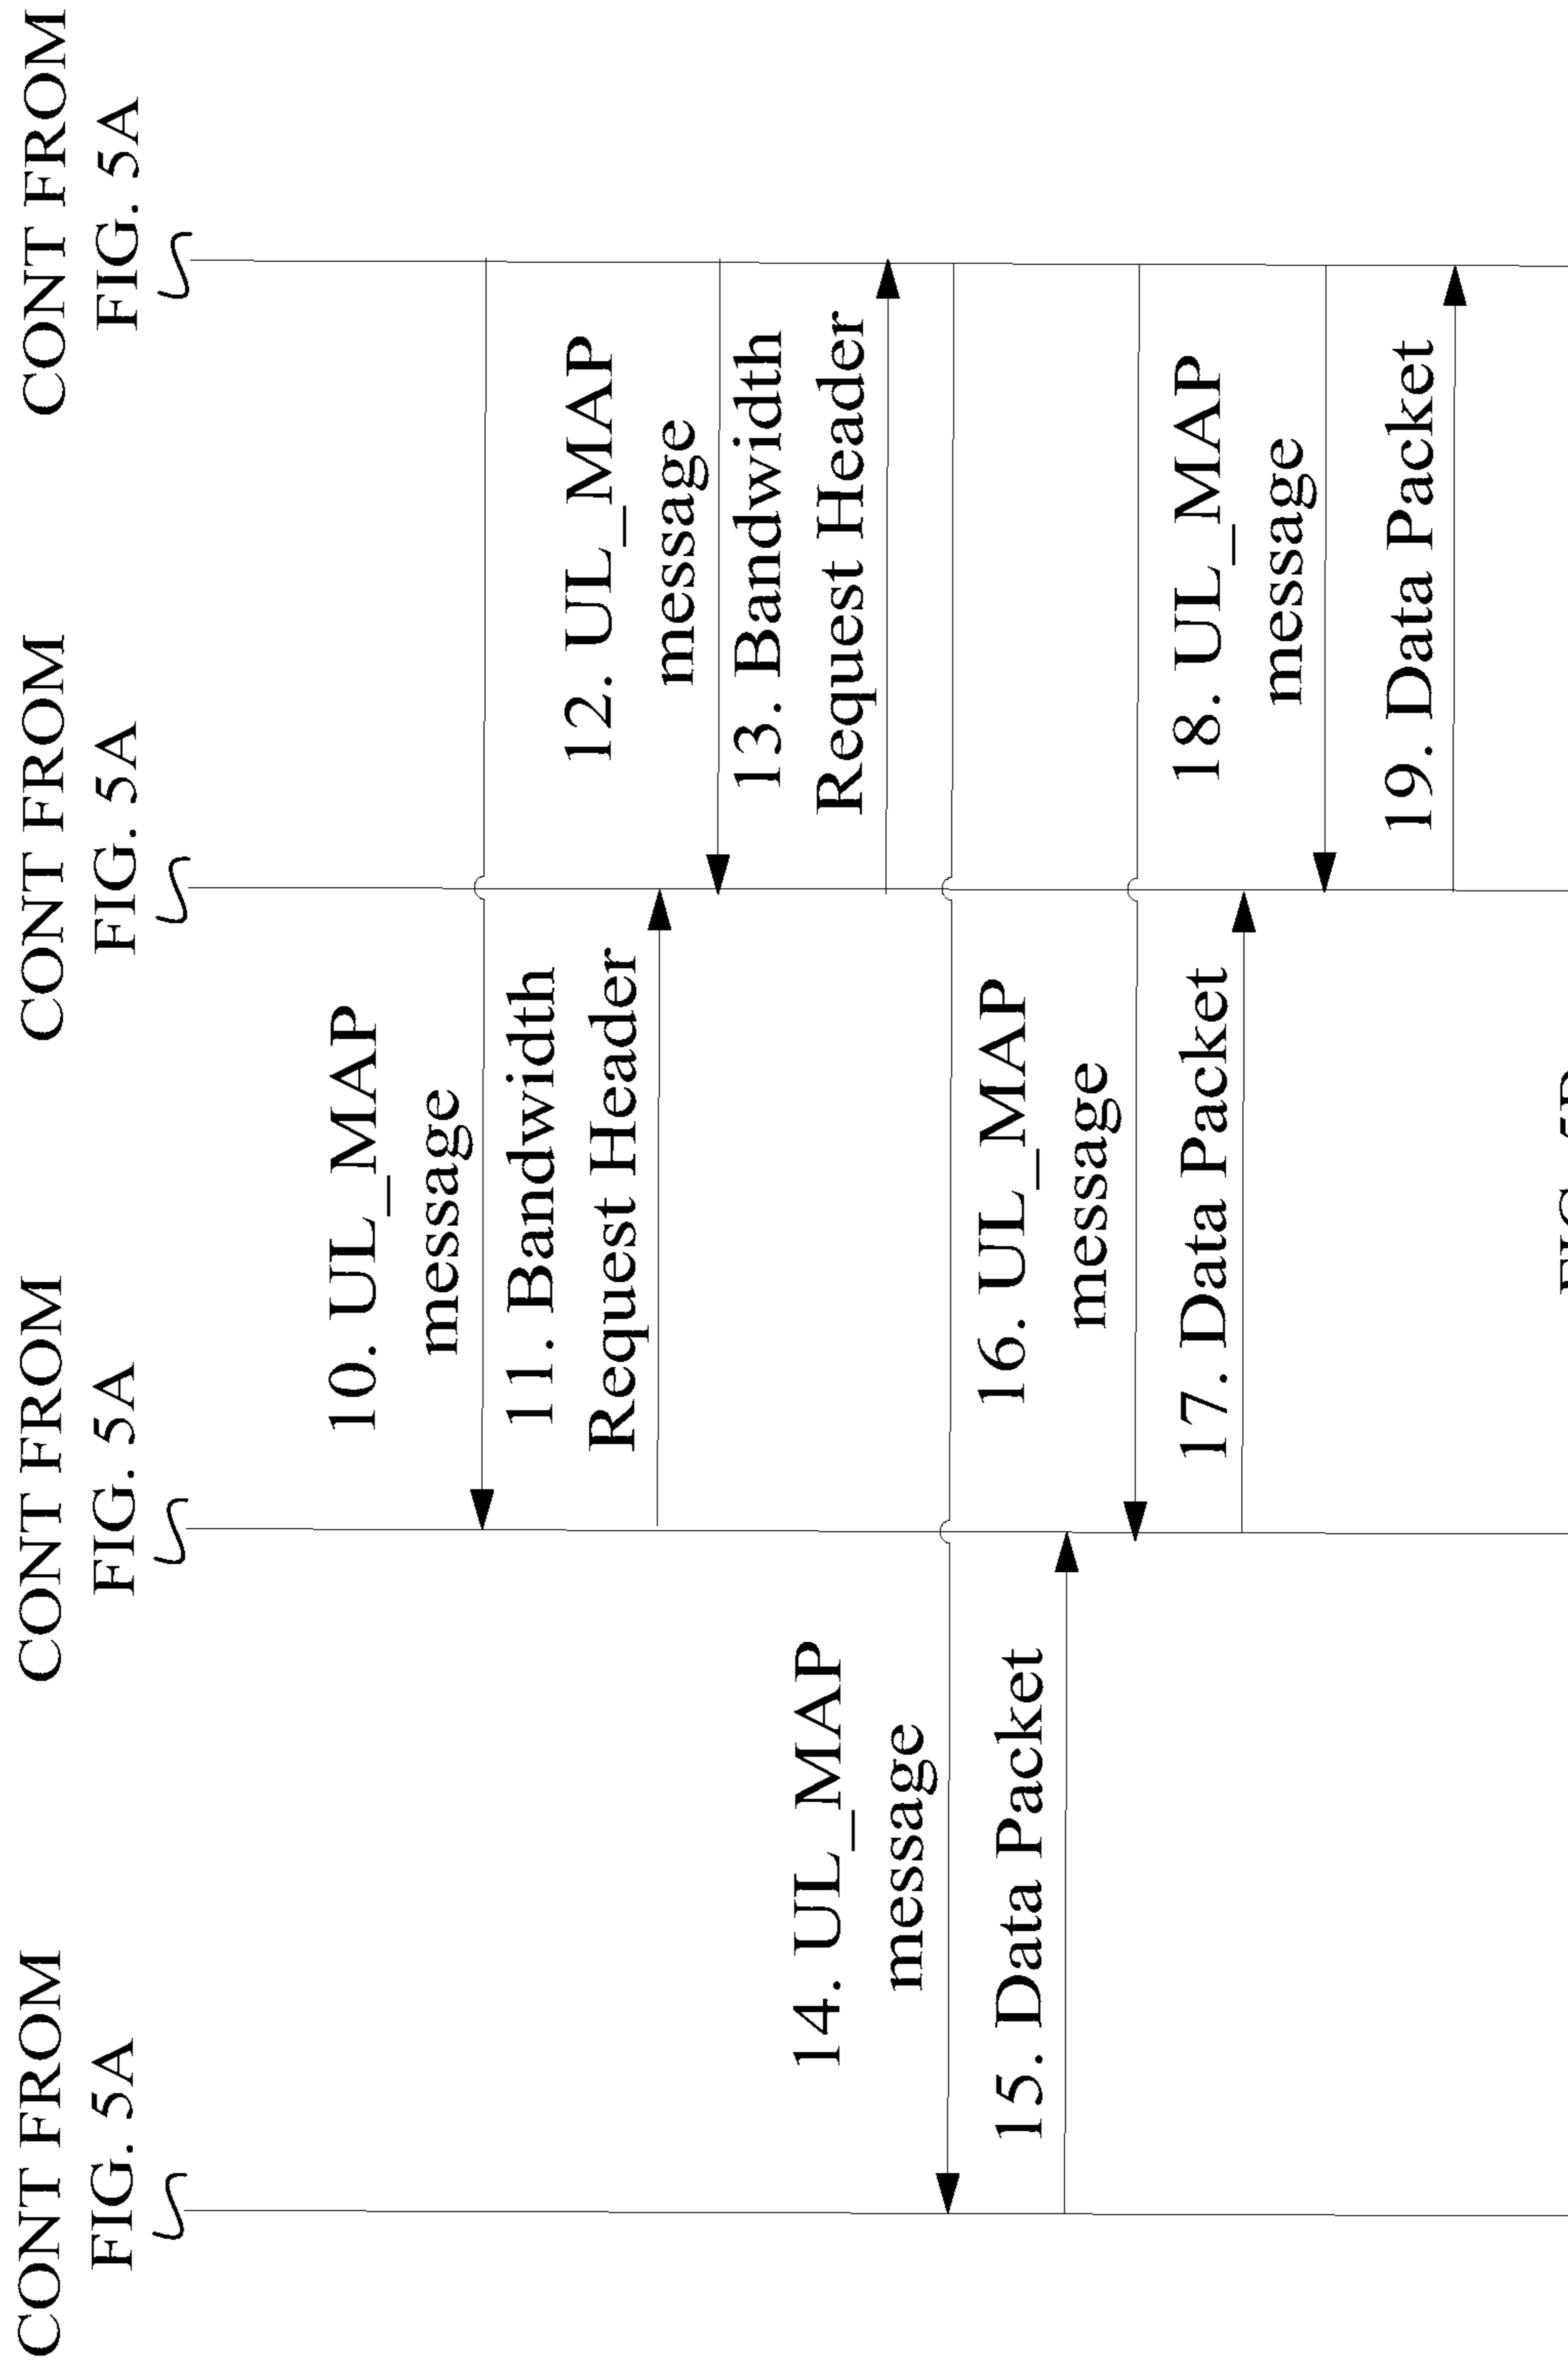 CONT FROM
FIG. 5A
CONT FROM
FIG. 5A
CONT FROM
FIG. 5A
CONT FROM
FIG. 5A
10. UL_MAP
message
11. Bandwidth
Request Header
12. UL_MAP
message
13. Bandwidth
Request Header
14. UL_MAP
message
15. Data Packet
16. UL_MAP
message
17. Data Packet
18. UL_MAP
message
19. Data Packet